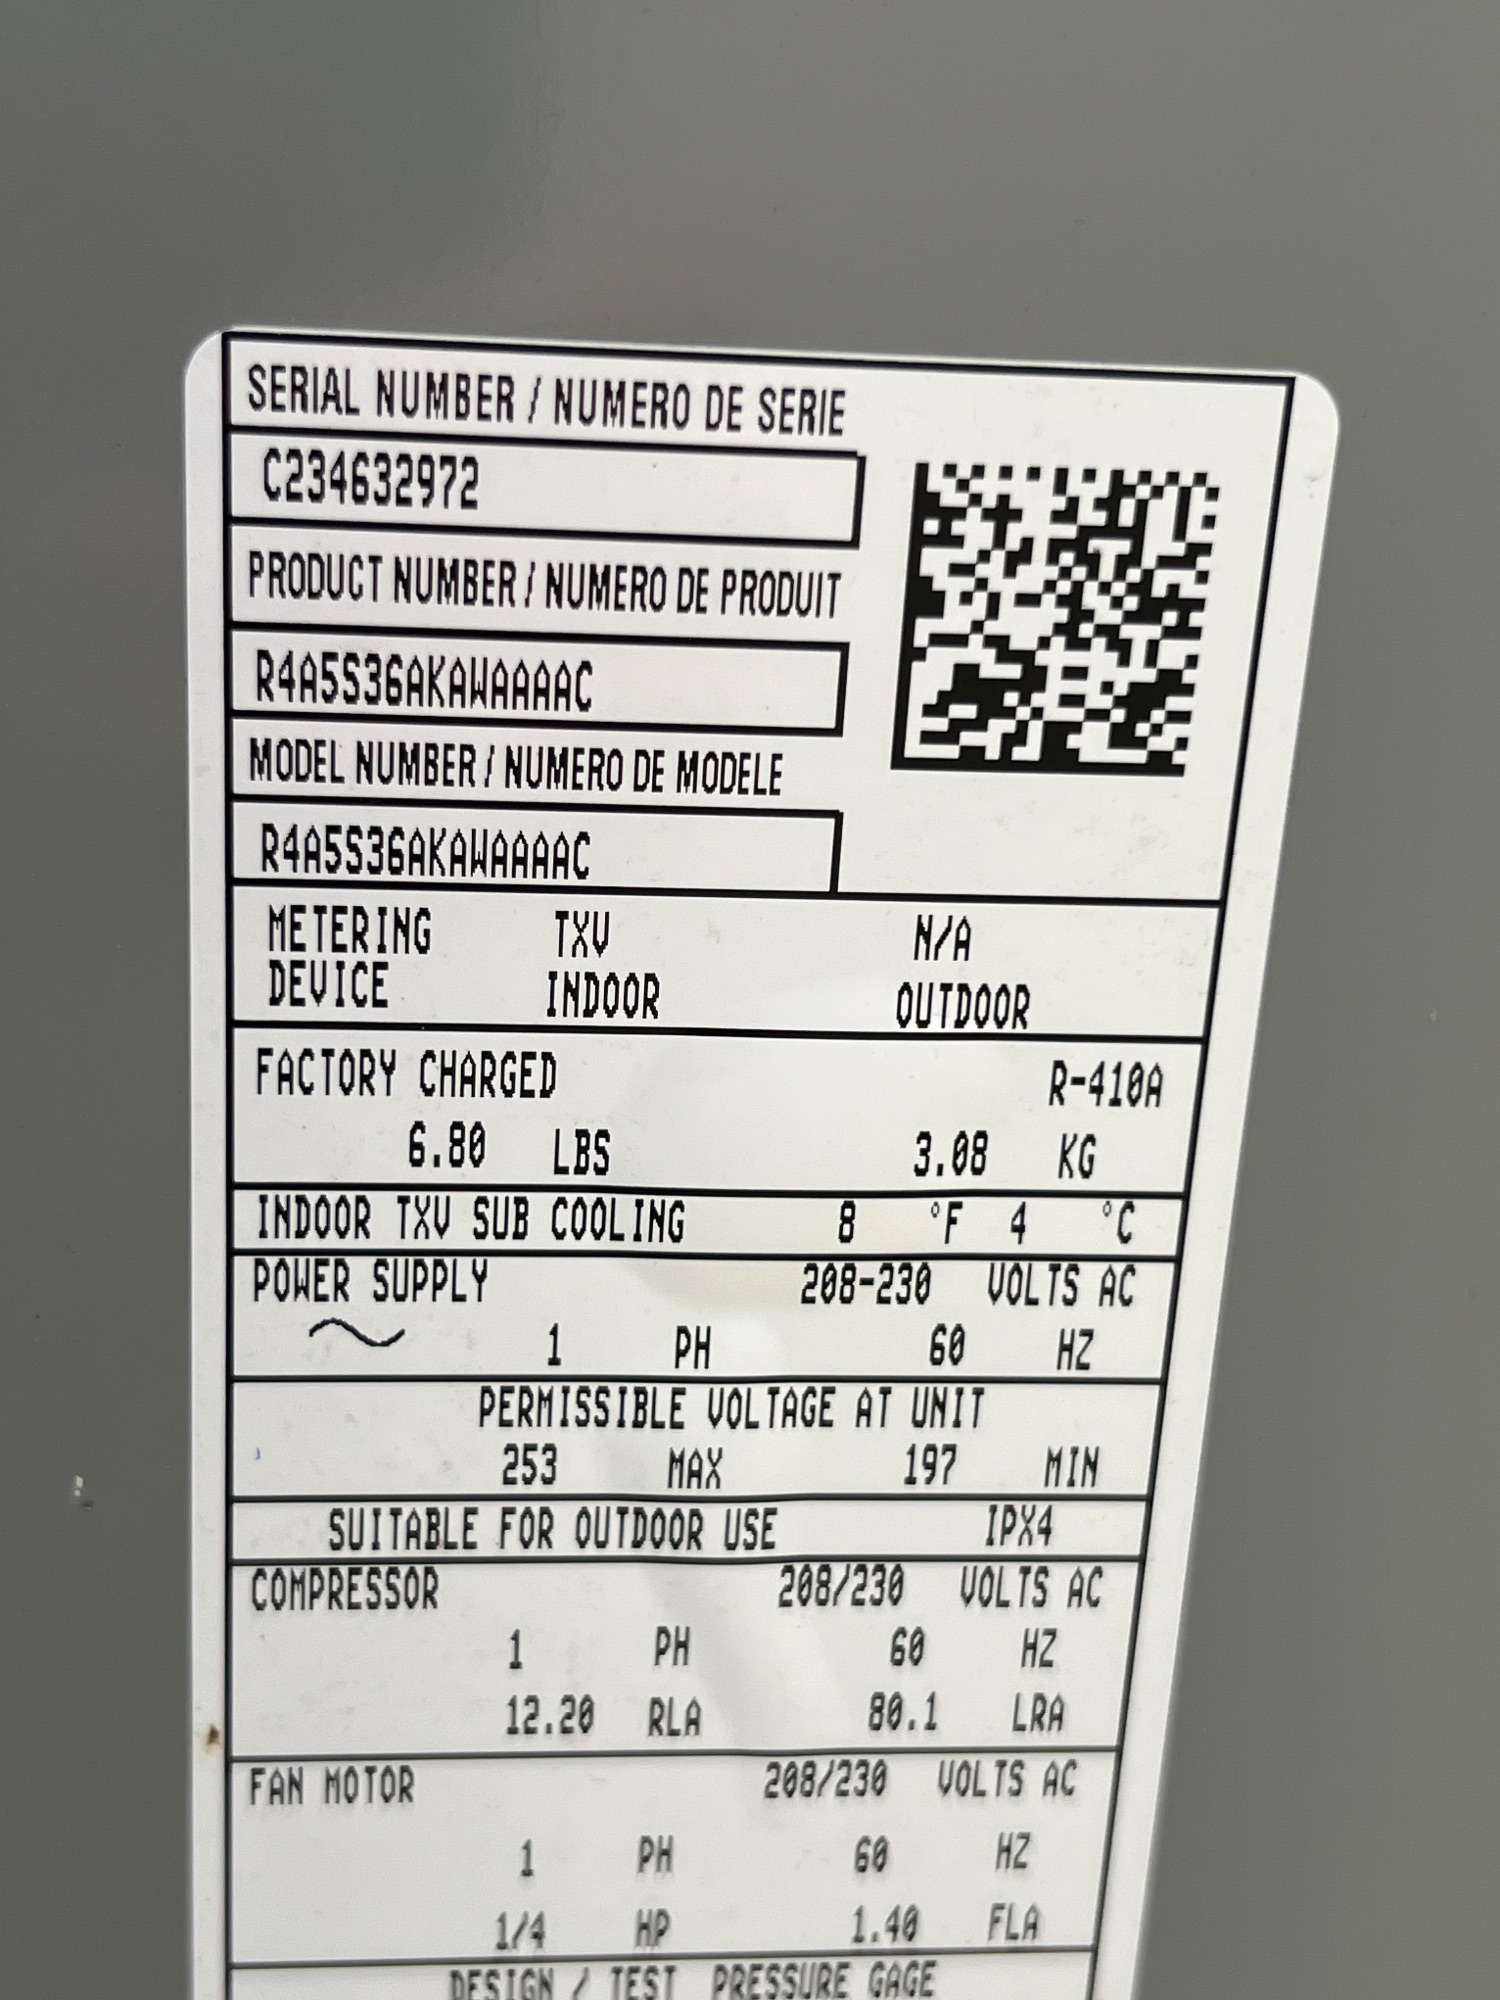 SERIAL NUMBER / NUMERO DE SERIE
C234632972
PRODUCT NUMBER / NUMERO DE PRODUIT
R4A5S36AKAWAAAAC
MODEL NUMBER / NUMERO DE MODELE
R4A5S36AKAWAAAAC
METERING TXV N/A
DEVICE INDOOR OUTDOOR
FACTORY CHARGED R-410A
6.80 LBS 3.08 KG
INDOOR TXV SUB COOLING 8 °F 4 °C
POWER SUPPLY 208-230 VOLTS AC
1 PH 60 HZ
PERMISSIBLE VOLTAGE AT UNIT
253 MAX 197 MIN
SUITABLE FOR OUTDOOR USE IPX4
COMPRESSOR 208/230 VOLTS AC
1 PH 60 HZ
12.20 RLA 80.1 LRA
FAN MOTOR 208/230 VOLTS AC
1 PH 60 HZ
1/4 HP 1.40 FLA
DESIGN / TEST PRESSURE GAGE